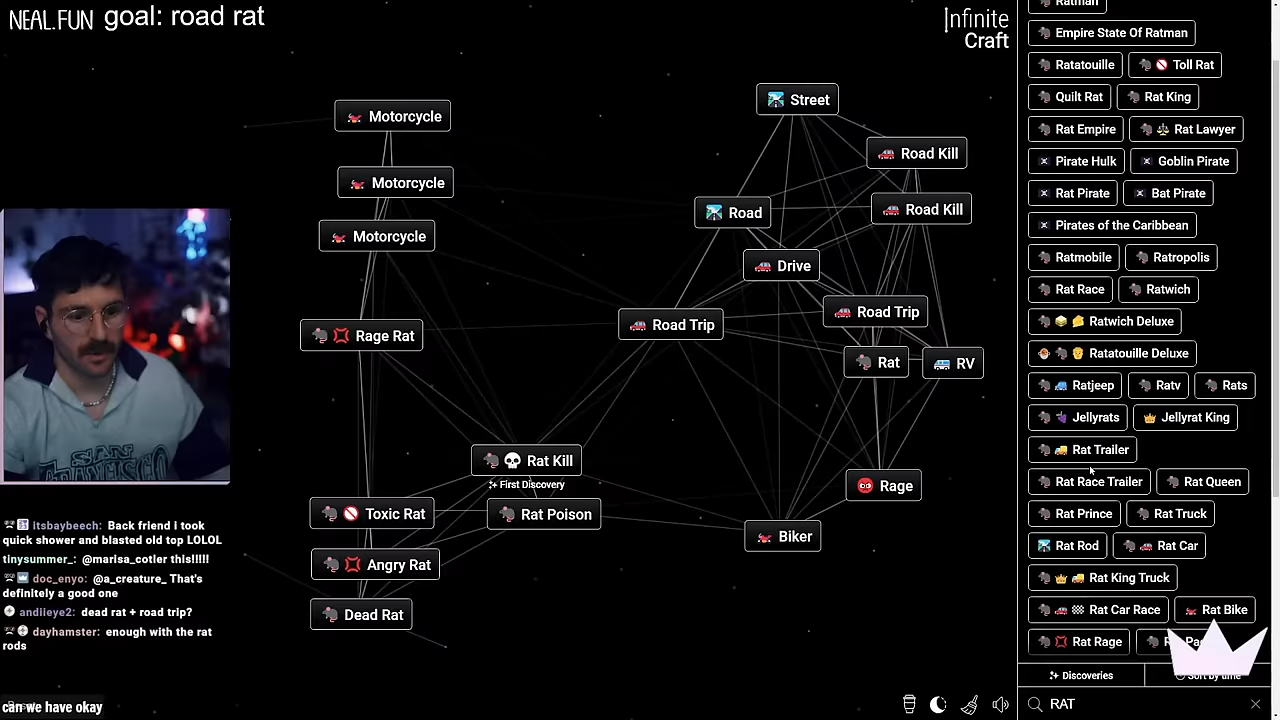 NEAL.FUN goal: road rat
Infinite
Craft
Motorcycle
Motorcycle
Motorcycle
Rage Rat
Toxic Rat
Angry Rat
Dead Rat
Rat Kill
First Discovery
Rat Poison
Street
Road Kill
Road Kill
Road
Drive
Road Trip
Road Trip
Rat
RV
Rage
Biker
Ratman
Empire State Of Ratman
Ratatouille
Toll Rat
Quilt Rat
Rat King
Rat Empire
Rat Lawyer
Pirate Hulk
Goblin Pirate
Rat Pirate
Bat Pirate
Pirates of the Caribbean
Ratmobile
Ratropolis
Rat Race
Ratwich
Ratwich Deluxe
Ratatouille Deluxe
Ratjeep
Ratv
Rats
Jellyrats
Jellyrat King
Rat Trailer
Rat Race Trailer
Rat Queen
Rat Prince
Rat Truck
Rat Rod
Rat Car
Rat King Truck
Rat Car Race
Rat Bike
Rat Rage
Discoveries
Sort by time
RAT
SAN
FRANCISCO
itsbaybeech: Back friend i took
quick shower and blasted old top LOLOL
tinysummer_: @marisa_cotler this!!!!!
doc_enyo: @a_creature_ That's
definitely a good one
andiieye2: dead rat + road trip?
dayhamster: enough with the rat
rods
can we have okay